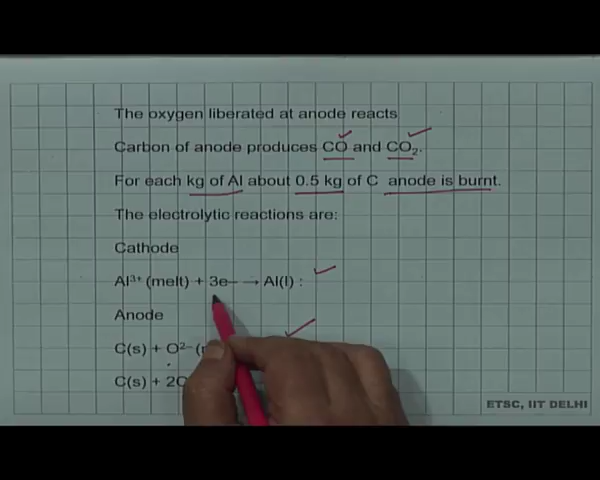 The oxygen liberated at anode reacts
Carbon of anode produces CO and CO₂.
For each kg of Al about 0.5 kg of C anode is burnt.
The electrolytic reactions are:
Cathode
Al³⁺ (melt) + 3e– → Al(l) :
Anode
C(s) + O²⁻
C(s) + 2O
ETSC, IIT DELHI